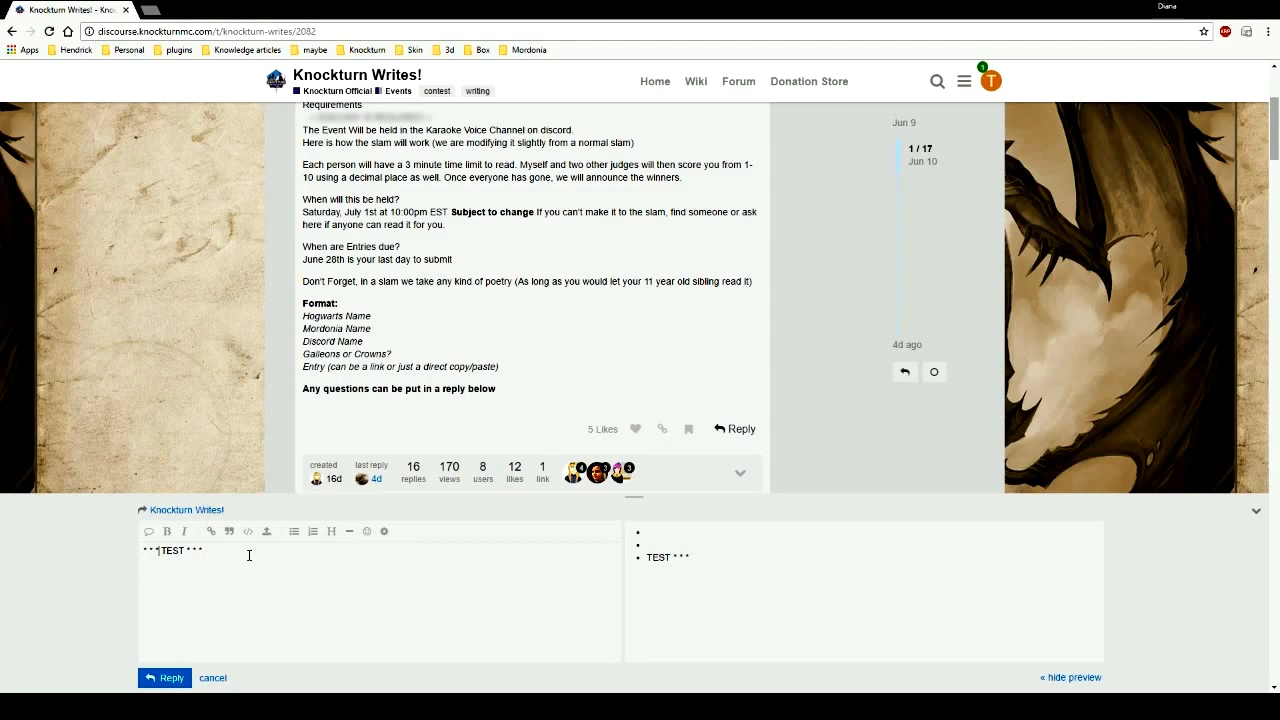 Diana
Knockturn Writes! - Kno
discourse.knockturnmc.com/t/knockturn-writes/2082
ABP
Apps Hendrick Personal plugins Knowledge articles maybe Knockturn Skin 3d Box Mordonia
Knockturn Writes!
Knockturn Official Events contest writing
Home Wiki Forum Donation Store
1
T
Requirements
The Event Will be held in the Karaoke Voice Channel on discord.
Here is how the slam will work (we are modifying it slightly from a normal slam)
Each person will have a 3 minute time limit to read. Myself and two other judges will then score you from 1-
10 using a decimal place as well. Once everyone has gone, we will announce the winners.
When will this be held?
Saturday, July 1st at 10:00pm EST Subject to change If you can't make it to the slam, find someone or ask
here if anyone can read it for you.
When are Entries due?
June 28th is your last day to submit
Don't Forget, in a slam we take any kind of poetry (As long as you would let your 11 year old sibling read it)
Format:
Hogwarts Name
Mordonia Name
Discord Name
Galleons or Crowns?
Entry (can be a link or just a direct copy/paste)
Any questions can be put in a reply below
5 Likes Reply
created last reply 16 170 8 12 1 4 3 3
16d 4d replies views users likes link
Jun 9
1 / 17
Jun 10
4d ago
Knockturn Writes!
B I H
* * * TEST * * *
• 
• 
• TEST * * *
Reply cancel
« hide preview